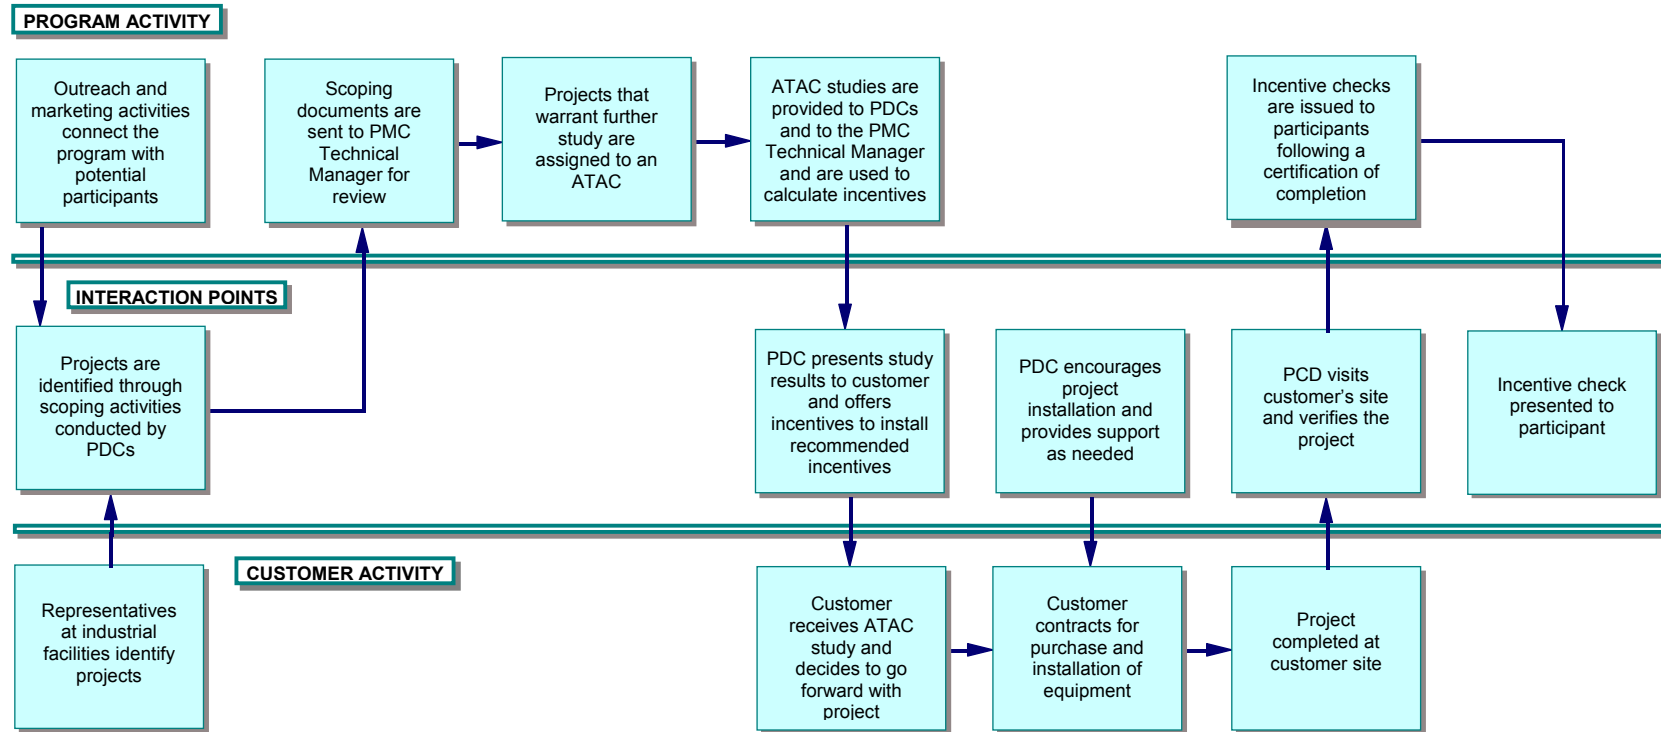 PROGRAM ACTIVITY
Outreach and
marketing activities
connect the
program with
potential
participants
Scoping
documents are
sent to PMC
Technical
Manager for
review
Projects that
warrant further
study are
assigned to an
ATAC
ATAC studies are
provided to PDCs
and to the PMC
Technical Manager
and are used to
calculate incentives
Incentive checks
are issued to
participants
following a
certification of
completion
INTERACTION POINTS
Projects are
identified through
scoping activities
conducted by
PDCs
PDC presents study
results to customer
and offers
incentives to install
recommended
incentives
PDC encourages
project
installation and
provides support
as needed
PCD visits
customer’s site
and verifies the
project
Incentive check
presented to
participant
CUSTOMER ACTIVITY
Representatives
at industrial
facilities identify
projects
Customer
receives ATAC
study and
decides to go
forward with
project
Customer
contracts for
purchase and
installation of
equipment
Project
completed at
customer site